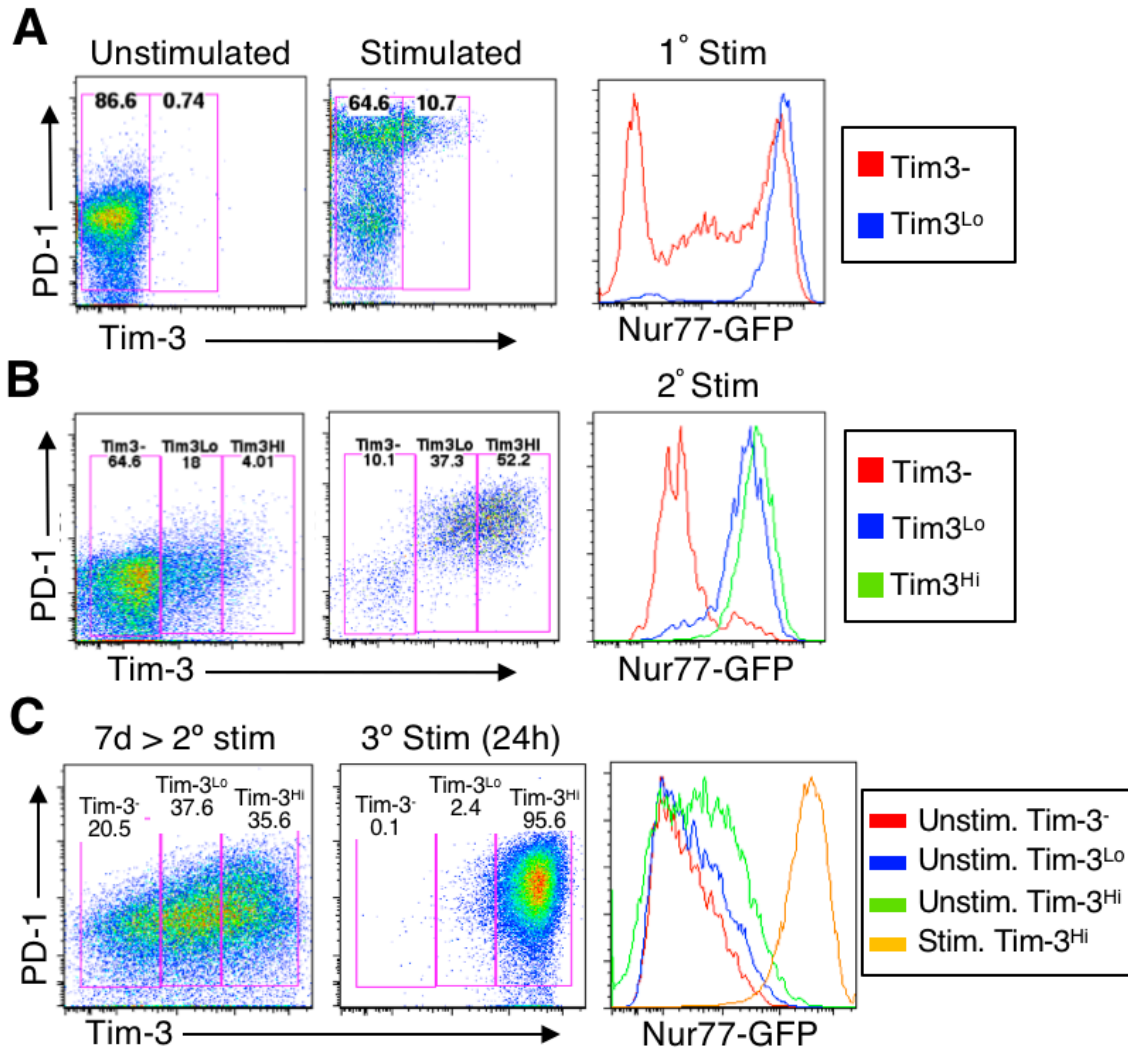 A
Unstimulated
Stimulated
1° Stim
86.6 0.74
64.6 10.7
PD-1
Tim-3
Nur77-GFP
Tim3-
Tim3Lo
B
2° Stim
Tim3- Tim3Lo Tim3HI
64.6 18 4.01
Tim3- Tim3Lo Tim3HI
10.1 37.3 52.2
PD-1
Tim-3
Nur77-GFP
Tim3-
Tim3Lo
Tim3Hi
C
7d > 2° stim
3° Stim (24h)
Tim-3-
20.5
Tim-3Lo
37.6
Tim-3Hi
35.6
Tim-3-
0.1
Tim-3Lo
2.4
Tim-3Hi
95.6
PD-1
Tim-3
Nur77-GFP
Unstim. Tim-3-
Unstim. Tim-3Lo
Unstim. Tim-3Hi
Stim. Tim-3Hi